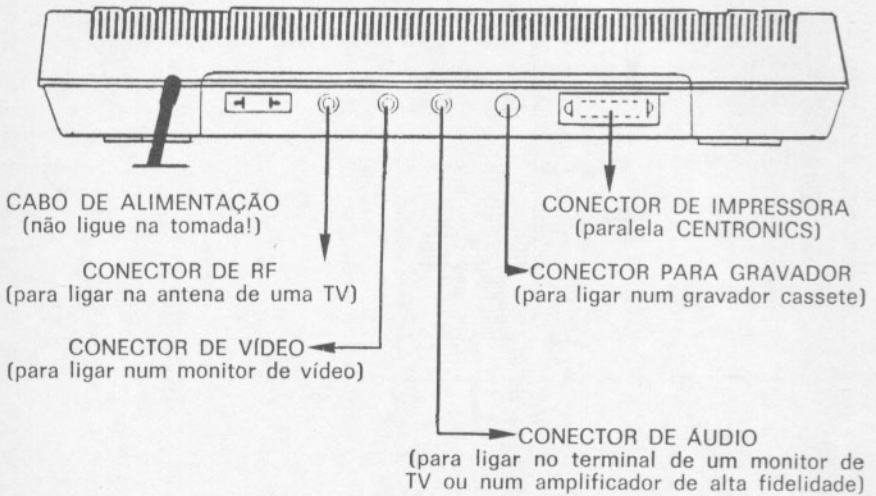 CABO DE ALIMENTAÇÃO
(não ligue na tomada!)
CONECTOR DE RF
(para ligar na antena de uma TV)
CONECTOR DE VÍDEO
(para ligar num monitor de vídeo)
CONECTOR DE IMPRESSORA
(paralela CENTRONICS)
CONECTOR PARA GRAVADOR
(para ligar num gravador cassete)
CONECTOR DE ÁUDIO
(para ligar no terminal de um monitor de
TV ou num amplificador de alta fidelidade)